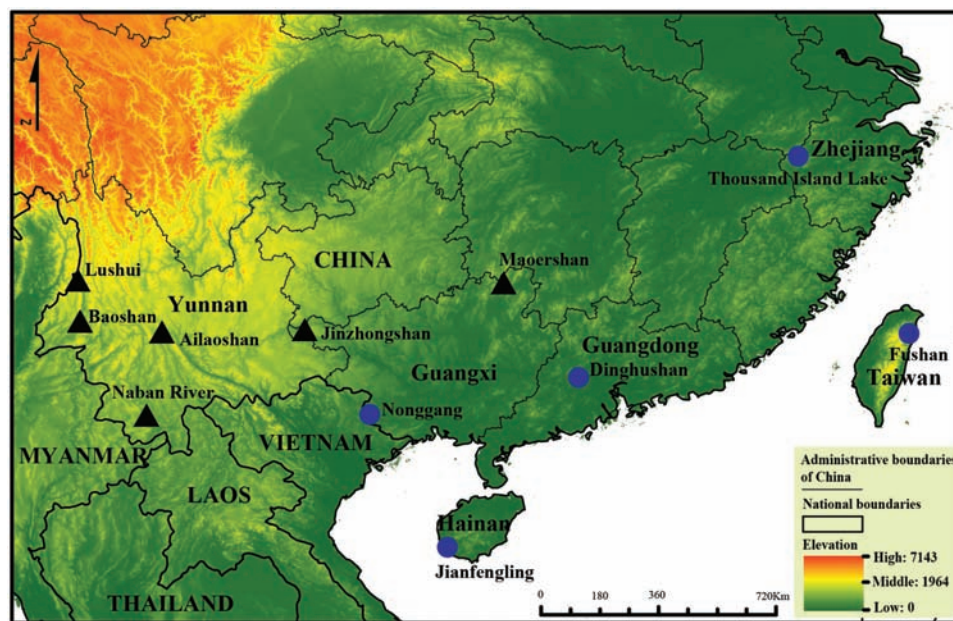 N
Zhejiang
Thousand Island Lake
CHINA
Maoershan
Lushui
Yunnan
Baoshan
Ailaoshan
Jinzhongshan
Guangdong
Fushan
Guangxi
Dinghushan
Taiwan
Naban River
Nonggang
VIETNAM
MYANMAR
LAOS
Hainan
Jianfengling
THAILAND
Administrative boundaries
of China
National boundaries
Elevation
High: 7143
Middle: 1964
Low: 0
0 180 360 720Km